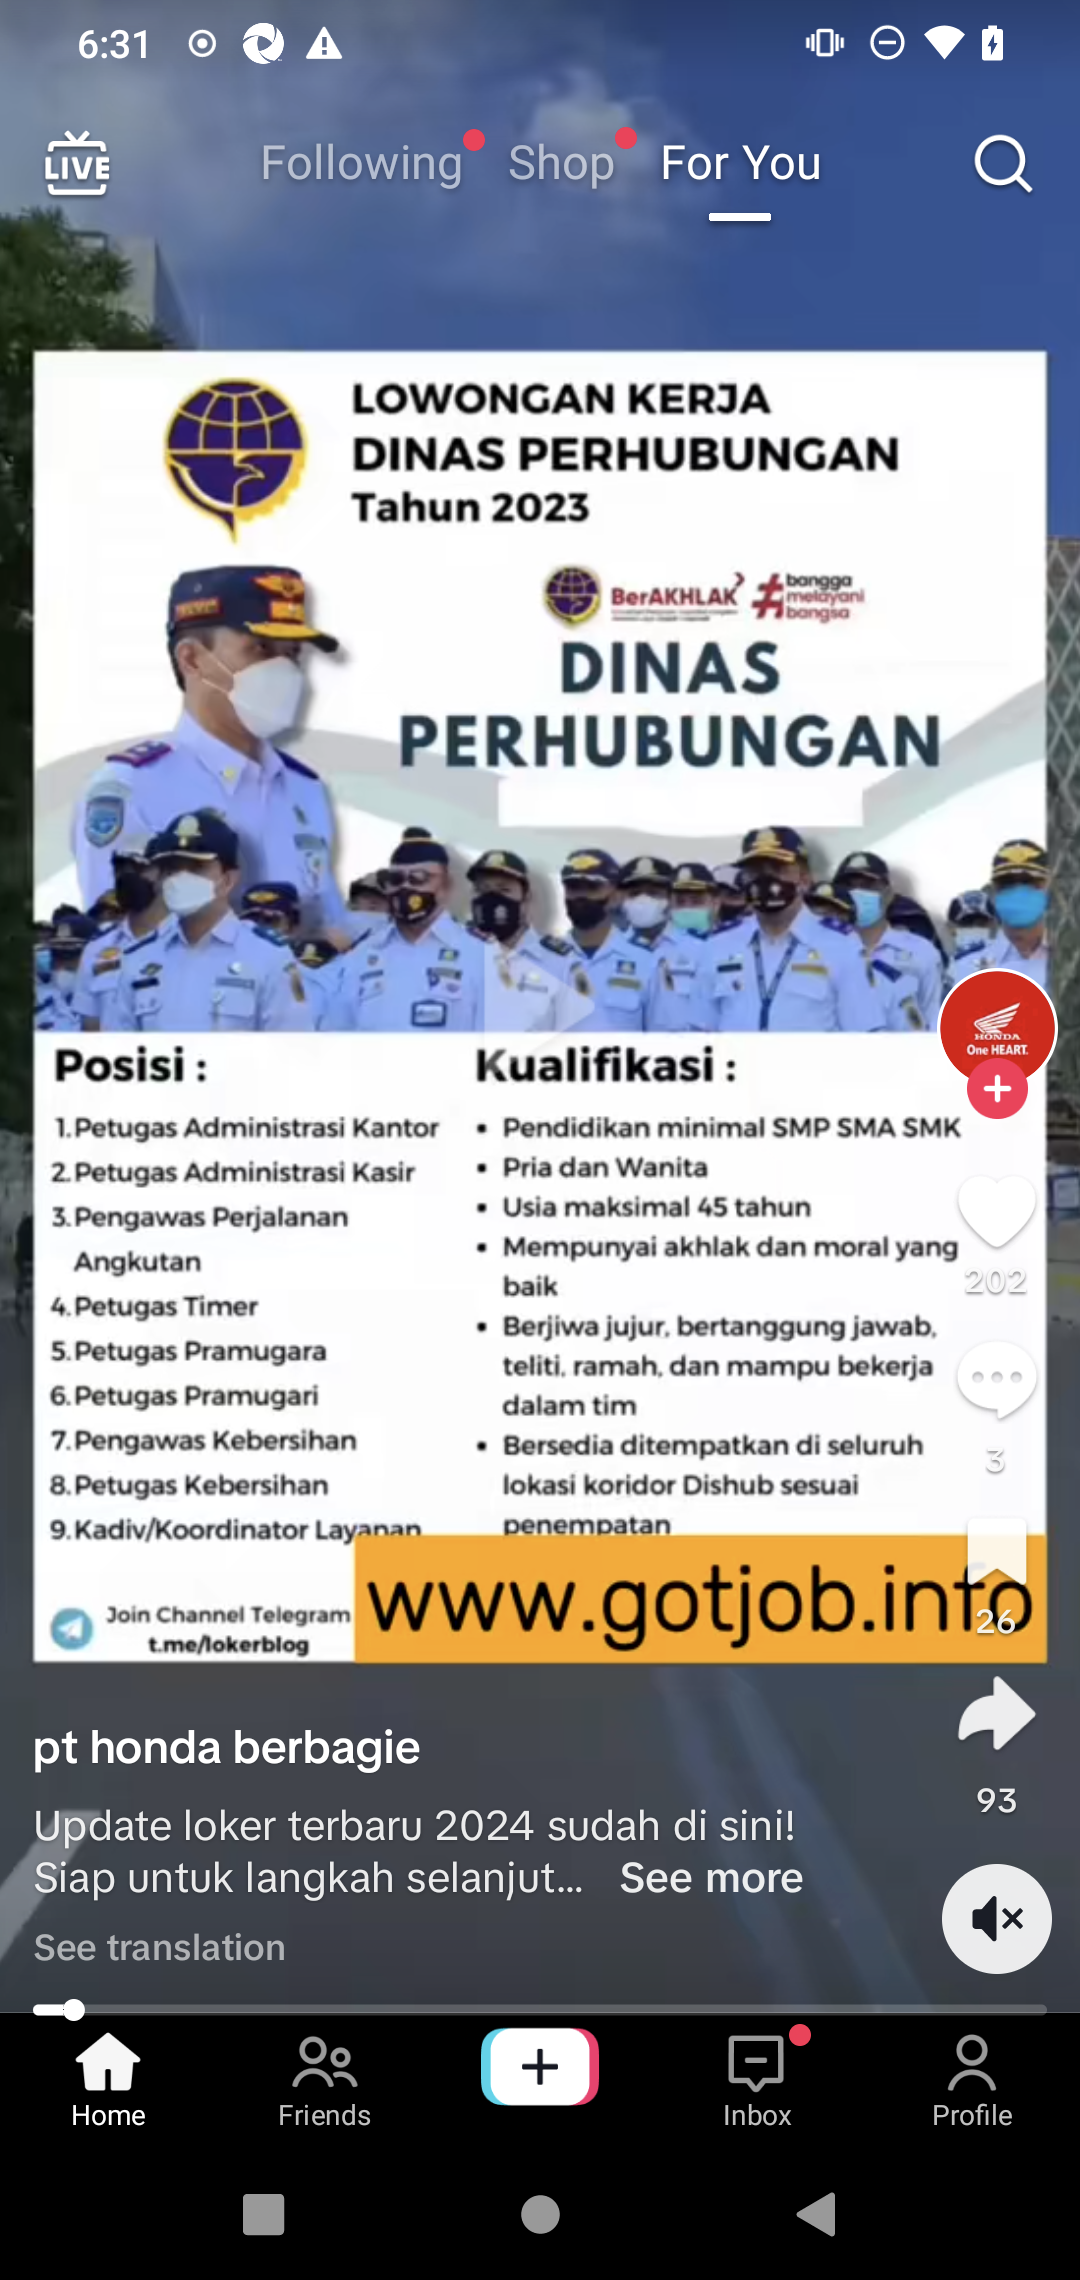 6:31
LIVE
Following
Shop
For You
LOWONGAN KERJA
DINAS PERHUBUNGAN
Tahun 2023
BerAKHLAK
#bangga
melayani
bangsa
DINAS
PERHUBUNGAN
Posisi :
1. Petugas Administrasi Kantor
2. Petugas Administrasi Kasir
3. Pengawas Perjalanan
Angkutan
4. Petugas Timer
5. Petugas Pramugara
6. Petugas Pramugari
7. Pengawas Kebersihan
8. Petugas Kebersihan
9. Kadiv/Koordinator Layanan
Kualifikasi :
• Pendidikan minimal SMP SMA SMK
• Pria dan Wanita
• Usia maksimal 45 tahun
• Mempunyai akhlak dan moral yang
baik
• Berjiwa jujur, bertanggung jawab,
teliti, ramah, dan mampu bekerja
dalam tim
• Bersedia ditempatkan di seluruh
lokasi koridor Dishub sesuai
penempatan
Join Channel Telegram
t.me/lokerblog
www.gotjob.info
HONDA
One HEART.
202
3
26
93
pt honda berbagie
Update loker terbaru 2024 sudah di sini!
Siap untuk langkah selanjut... See more
See translation
Home
Friends
Inbox
Profile